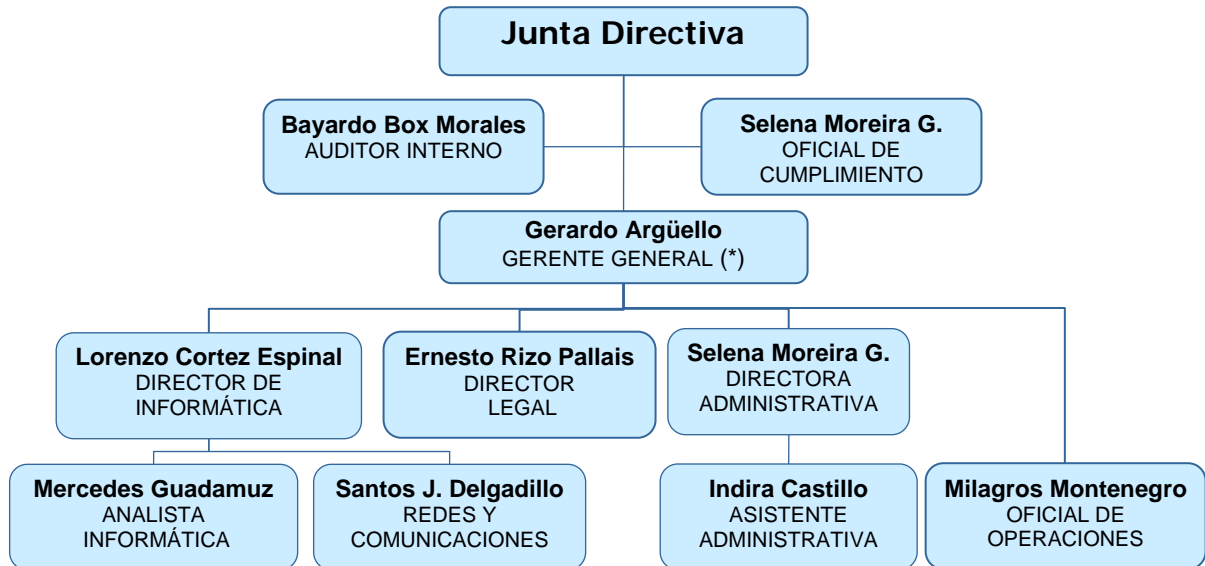 Junta Directiva
Bayardo Box Morales
AUDITOR INTERNO
Selena Moreira G.
OFICIAL DE
CUMPLIMIENTO
Gerardo Argüello
GERENTE GENERAL (*)
Lorenzo Cortez Espinal
DIRECTOR DE
INFORMÁTICA
Ernesto Rizo Pallais
DIRECTOR
LEGAL
Selena Moreira G.
DIRECTORA
ADMINISTRATIVA
Mercedes Guadamuz
ANALISTA
INFORMÁTICA
Santos J. Delgadillo
REDES Y
COMUNICACIONES
Indira Castillo
ASISTENTE
ADMINISTRATIVA
Milagros Montenegro
OFICIAL DE
OPERACIONES